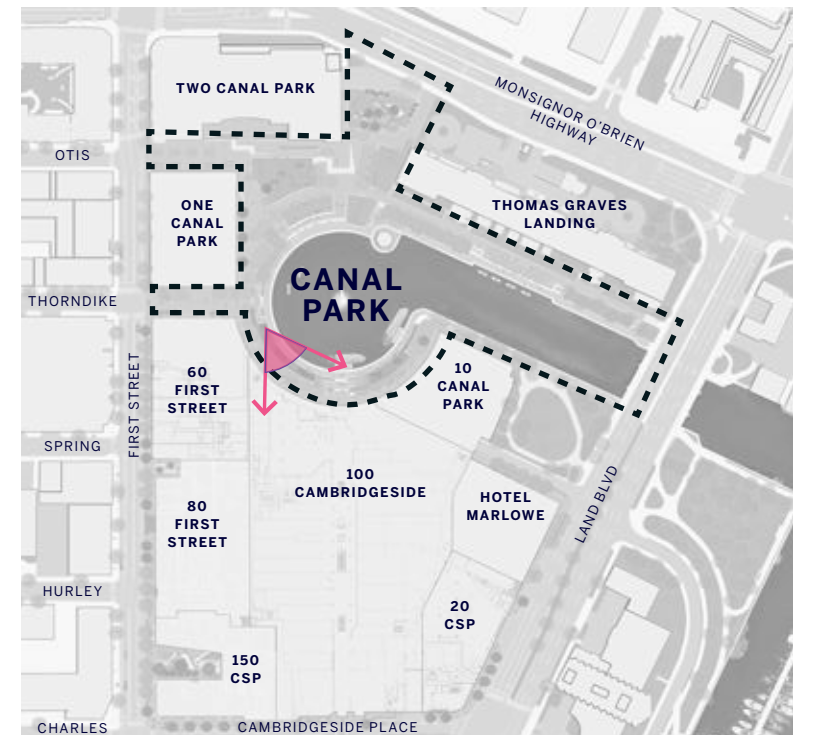 TWO CANAL PARK
MONSIGNOR O'BRIEN
HIGHWAY
OTIS
ONE
CANAL
PARK
THOMAS GRAVES
LANDING
CANAL
PARK
THORNDIKE
FIRST STREET
60
FIRST
STREET
10
CANAL
PARK
SPRING
100
CAMBRIDGESIDE
HOTEL
MARLOWE
LAND BLVD
80
FIRST
STREET
HURLEY
20
CSP
150
CSP
CHARLES
CAMBRIDGESIDE PLACE